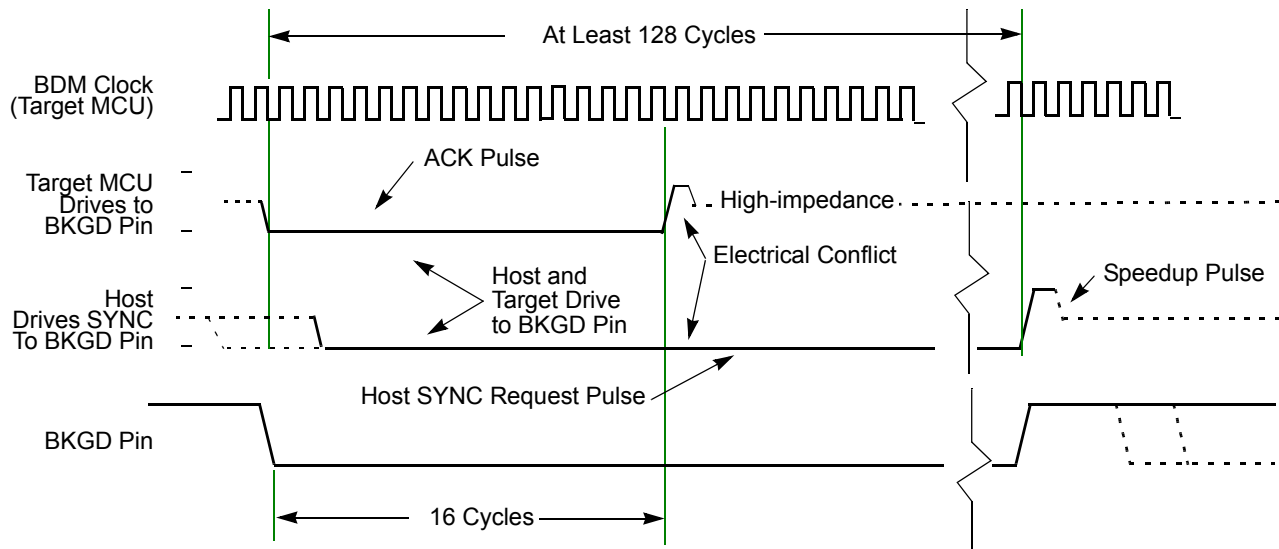 At Least 128 Cycles
BDM Clock
(Target MCU)
ACK Pulse
Target MCU
Drives to
BKGD Pin
High-impedance
Electrical Conflict
Host and
Target Drive
to BKGD Pin
Speedup Pulse
Host
Drives SYNC
To BKGD Pin
Host SYNC Request Pulse
BKGD Pin
16 Cycles